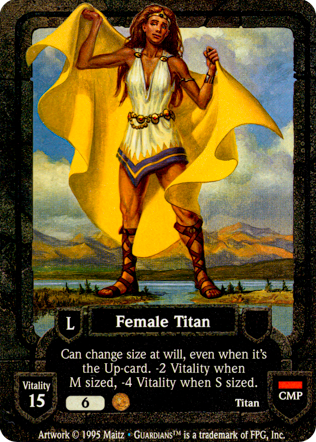 L
Female Titan
Can change size at will, even when it's
the Up-card. -2 Vitality when
M sized, -4 Vitality when S sized.
Vitality
15
6
Titan
CMP
Artwork © 1995 Maitz • GUARDIANS™ is a trademark of FPG, Inc.